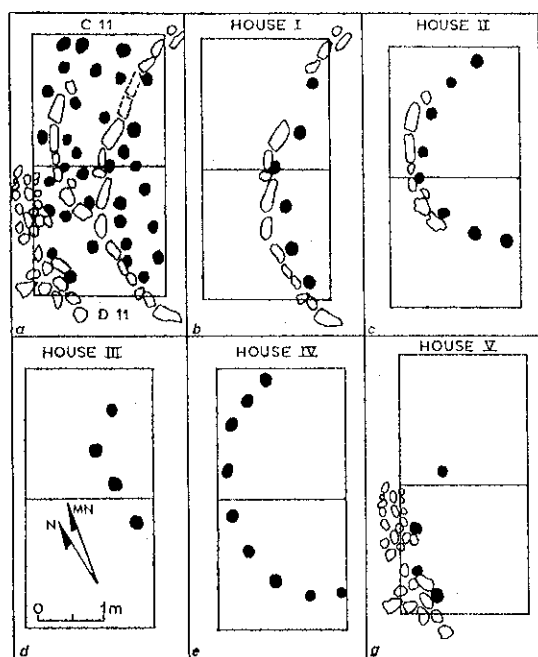 C 11
HOUSE I
HOUSE II
D 11
a
b
c
HOUSE III
HOUSE IV
HOUSE V
N
MN
0
1m
d
e
g